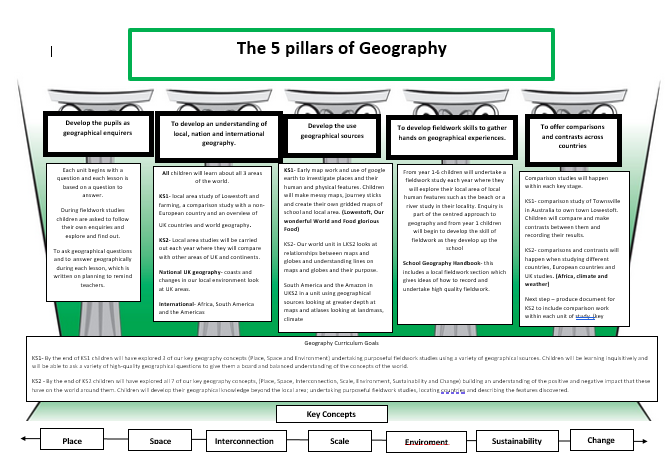 The 5 pillars of Geography
Develop the pupils as
geographical enquirers
Each unit begins with a
question and each lesson is
based on a question to
answer.
During fieldwork studies
children are asked to follow
their own enquiries and
explore and find out.
To ask geographical questions
and to answer geographically
during each lesson, which is
written on planning to remind
teachers.
To develop an understanding of
local, nation and international
geography.
All children will learn about all 3 areas
of the world.
KS1- local area study of Lowestoft and
farming, a comparison study with a non-
European country and an overview of
UK countries and world geography.
KS2- Local area studies will be carried
out each year where they will compare
with other areas of UK and continents.
National UK geography- coasts and
changes in our local environment look
at UK areas.
International- Africa, South America
and the Americas
Develop the use
geographical sources
KS1- Early map work and use of google
earth to investigate places and their
human and physical features. Children
will make messy maps, journey sticks
and create their own gridded maps of
school and local area. (Lowestoft, Our
wonderful World and Food glorious
Food)
KS2- Our world unit in LKS2 look at
relationships between maps and
globes and understanding lines on
maps and globes and their purpose.
South America and the Amazon in
UKS2 in a unit using geographical
sources looking at greater depth at
maps and atlases looking at landmass,
climate
To develop fieldwork skills to gather
hands on geographical experiences.
From year 1-6 children will undertake a
fieldwork study each year where they
will explore their local area of local
human features such as the beach or a
river study in their locality. Enquiry is
part of the centred approach to
geography and from year 1 children
will begin to develop the skill of
fieldwork as they develop up the
school
School Geography Handbook- this
includes a local fieldwork section which
gives ideas of how to record and
undertake high quality fieldwork.
To offer comparisons
and contrasts across
countries
Comparison studies will happen
within each key stage.
KS1- comparison study of Townsville
in Australia to own town Lowestoft.
Children will compare and make
contrasts between them and
recording their results.
KS2- comparisons and contrasts will
happen when studying different
countries, European countries and
UK studies. (Africa, climate and
weather)
Next step – produce document for
KS2 to include comparison work
within each unit of study. (key
Geography Curriculum Goals
KS1- By the end of KS1 children will have explored 3 of our key geography concepts (Place, Space and Environment) undertaking purposeful fieldwork studies using a variety of geographical sources. Children will be learning inquisitively and
will be able to ask a variety of high-quality geographical questions to give them a board and balanced understanding of the concepts of the world.
KS2 - By the end of KS2 children will have explored all 7 of our key geography concepts, (Place, Space, Interconnection, Scale, Environment, Sustainability and Change) building an understanding of the positive and negative impact that these
have on the world around them. Children will develop their geographical knowledge beyond the local area; undertaking purposeful field studies, locating countries and describing the features discovered.
Key Concepts
Place
Space
Interconnection
Scale
Enviroment
Sustainability
Change